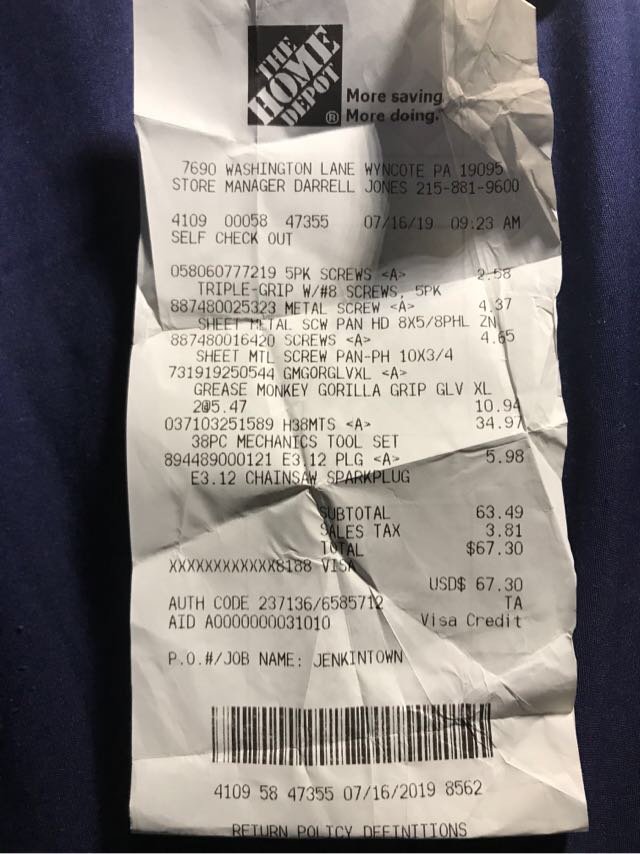 THE
HOME
DEPOT
®
More saving.
More doing.
7690 WASHINGTON LANE WYNCOTE PA 19095
STORE MANAGER DARRELL JONES 215-881-9600
4109 00058 47355 07/16/19 09:23 AM
SELF CHECK OUT
058060777219 5PK SCREWS <A> 2.58
TRIPLE-GRIP W/#8 SCREWS, 5PK
887480025323 METAL SCREW <A> 4.37
SHEET METAL SCW PAN HD 8X5/8PHL ZN
887480016420 SCREWS <A> 4.65
SHEET MTL SCREW PAN-PH 10X3/4
731919250544 GMGORGLVXL <A>
GREASE MONKEY GORILLA GRIP GLV XL
2@5.47 10.94
037103251589 H38MTS <A> 34.97
38PC MECHANICS TOOL SET
894489000121 E3.12 PLG <A> 5.98
E3.12 CHAINSAW SPARKPLUG
SUBTOTAL 63.49
SALES TAX 3.81
TOTAL $67.30
XXXXXXXXXXXX8188 VISA
USD$ 67.30
AUTH CODE 237136/6585712 TA
AID A0000000031010 Visa Credit
P.O.#/JOB NAME: JENKINTOWN
4109 58 47355 07/16/2019 8562
RETURN POLICY DEFINITIONS